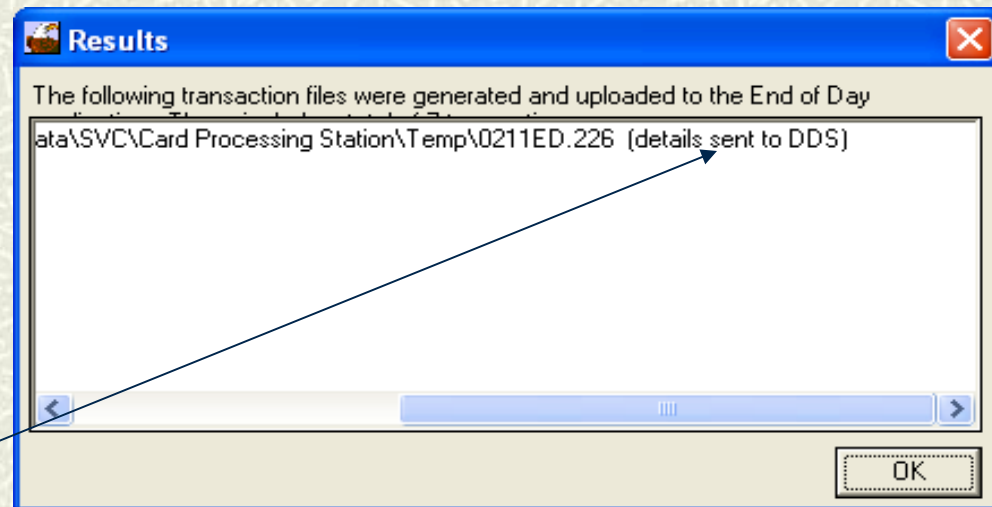 Results
The following transaction files were generated and uploaded to the End of Day
ata\SVC\Card Processing Station\Temp\0211ED.226 (details sent to DDS)
OK